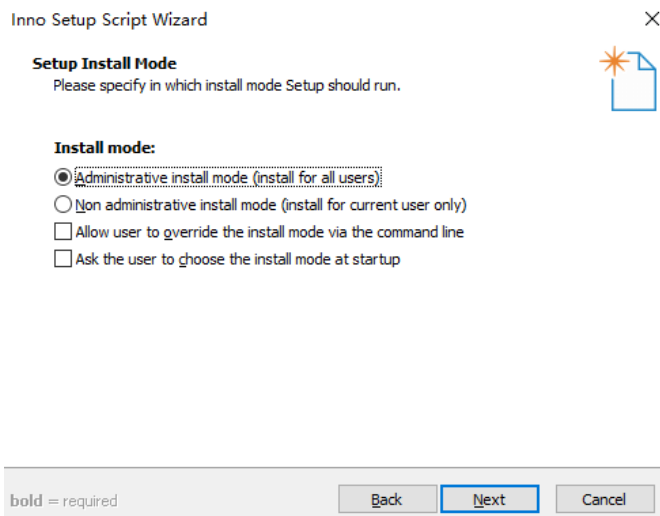 Inno Setup Script Wizard
Setup Install Mode
Please specify in which install mode Setup should run.
Install mode:
Administrative install mode (install for all users)
Non administrative install mode (install for current user only)
Allow user to override the install mode via the command line
Ask the user to choose the install mode at startup
bold = required
Back
Next
Cancel